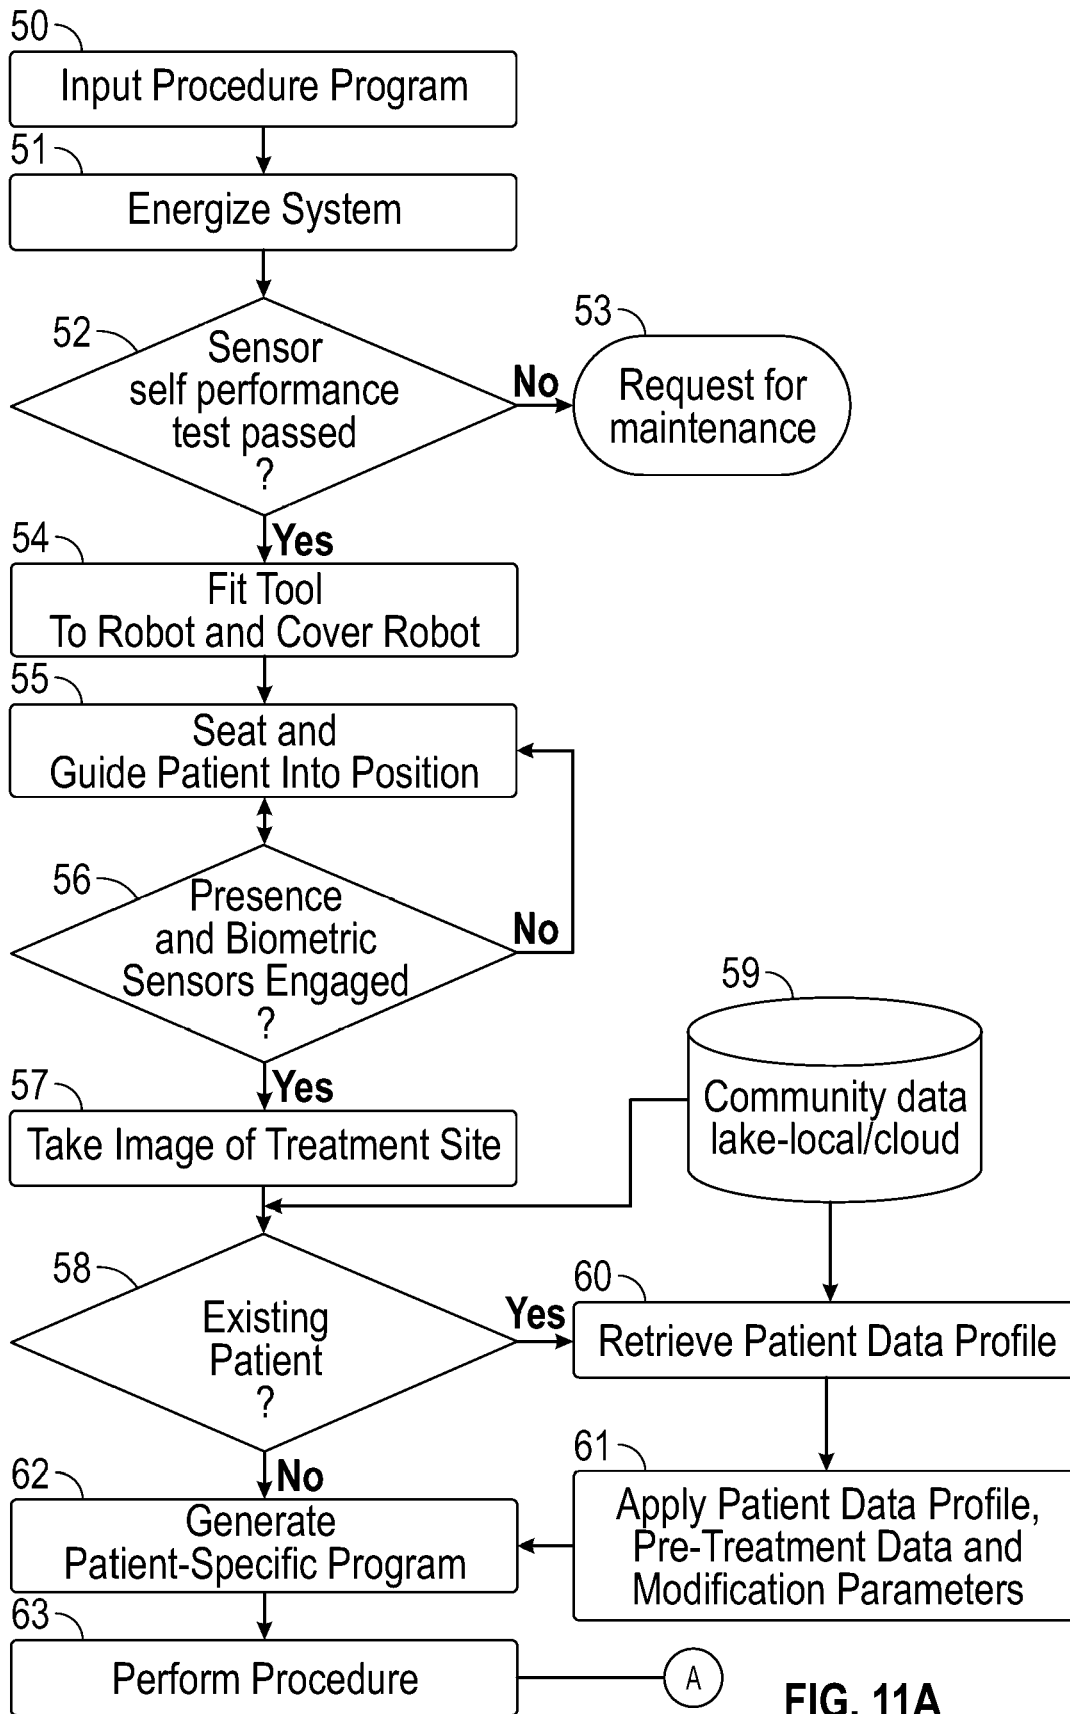 50
Input Procedure Program
51
Energize System
52
Sensor
self performance
test passed
?
No
53
Request for
maintenance
Yes
54
Fit Tool
To Robot and Cover Robot
55
Seat and
Guide Patient Into Position
56
Presence
and Biometric
Sensors Engaged
?
No
Yes
57
Take Image of Treatment Site
59
Community data
lake-local/cloud
58
Existing
Patient
?
Yes
60
Retrieve Patient Data Profile
No
61
Apply Patient Data Profile,
Pre-Treatment Data and
Modification Parameters
62
Generate
Patient-Specific Program
63
Perform Procedure
A
FIG. 11A